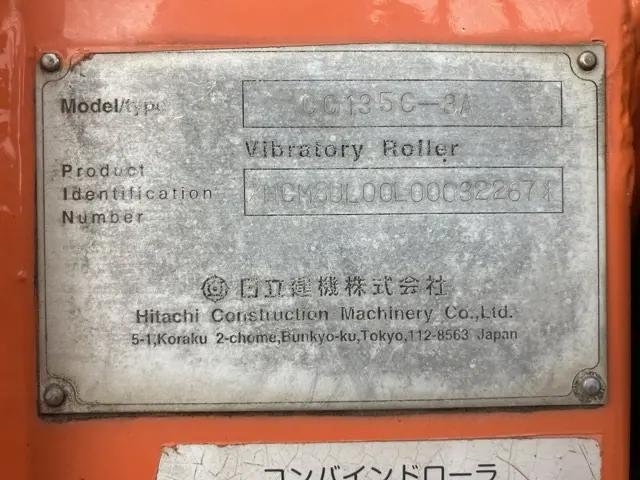 Model/type
CC135C-3A
Vibratory Roller
Product
Identification
Number
日立建機株式会社
Hitachi Construction Machinery Co.,Ltd.
5-1,Koraku 2-chome,Bunkyo-ku,Tokyo,112-8563 Japan
コンバインドローラ